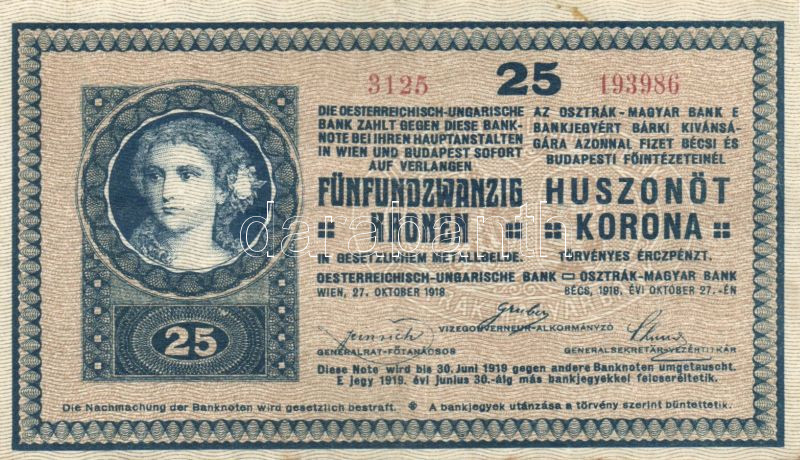 3125 25 193986
DIE OESTERREICHISCH-UNGARISCHE
BANK ZAHLT GEGEN DIESE BANK-
NOTE BEI IHREN HAUPTANSTALTEN
IN WIEN UND BUDAPEST SOFORT
AUF VERLANGEN
FÜNFUNDZWANZIG
KRONEN
IN GESETZLICHEM METALLGELDE.
OESTERREICHISCH-UNGARISCHE BANK
WIEN, 27. OKTOBER 1918
AZ OSZTRÁK-MAGYAR BANK E
BANKJEGYÉRT BÁRKI KIVÁNSÁ-
GÁRA AZONNAL FIZET BÉCSI ÉS
BUDAPESTI FŐINTÉZETEINÉL
HUSZONÖT
KORONA
TÖRVÉNYES ÉRCZPÉNZT.
OSZTRÁK-MAGYAR BANK
BÉCS, 1918. ÉVI OKTÓBER 27.-ÉN
darabanth.com
Gruber
VIZEGOUVERNEUR-ALKORMÁNYZÓ
GENERALRAT-FŐTANÁCSOS
GENERALSEKRETÄR-VEZÉRTITKÁR
25
Diese Note wird bis 30. Juni 1919 gegen andere Banknoten umgetauscht.
E jegy 1919. évi junius 30.-áig más bankjegyekkel felcseréltetik.
Die Nachmachung der Banknoten wird gesetzlich bestraft. A bankjegyek utánzása a törvény szerint büntettetik.
25